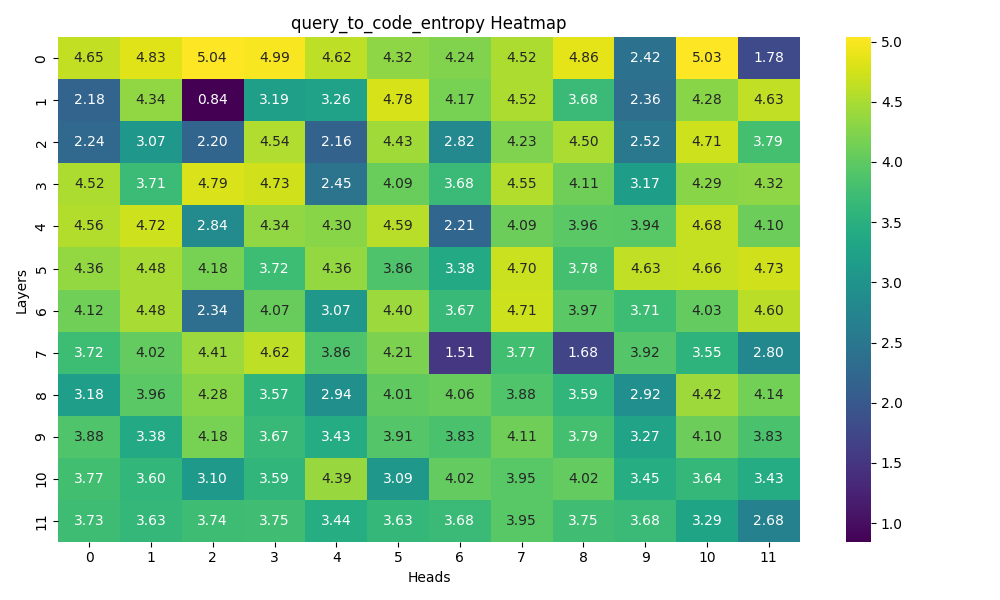 query_to_code_entropy Heatmap
0 4.65 4.83 5.04 4.99 4.62 4.32 4.24 4.52 4.86 2.42 5.03 1.78
1 2.18 4.34 0.84 3.19 3.26 4.78 4.17 4.52 3.68 2.36 4.28 4.63
2 2.24 3.07 2.20 4.54 2.16 4.43 2.82 4.23 4.50 2.52 4.71 3.79
3 4.52 3.71 4.79 4.73 2.45 4.09 3.68 4.55 4.11 3.17 4.29 4.32
4 4.56 4.72 2.84 4.34 4.30 4.59 2.21 4.09 3.96 3.94 4.68 4.10
5 4.36 4.48 4.18 3.72 4.36 3.86 3.38 4.70 3.78 4.63 4.66 4.73
6 4.12 4.48 2.34 4.07 3.07 4.40 3.67 4.71 3.97 3.71 4.03 4.60
7 3.72 4.02 4.41 4.62 3.86 4.21 1.51 3.77 1.68 3.92 3.55 2.80
8 3.18 3.96 4.28 3.57 2.94 4.01 4.06 3.88 3.59 2.92 4.42 4.14
9 3.88 3.38 4.18 3.67 3.43 3.91 3.83 4.11 3.79 3.27 4.10 3.83
10 3.77 3.60 3.10 3.59 4.39 3.09 4.02 3.95 4.02 3.45 3.64 3.43
11 3.73 3.63 3.74 3.75 3.44 3.63 3.68 3.95 3.75 3.68 3.29 2.68
0 1 2 3 4 5 6 7 8 9 10 11
Heads
Layers
5.0
4.5
4.0
3.5
3.0
2.5
2.0
1.5
1.0